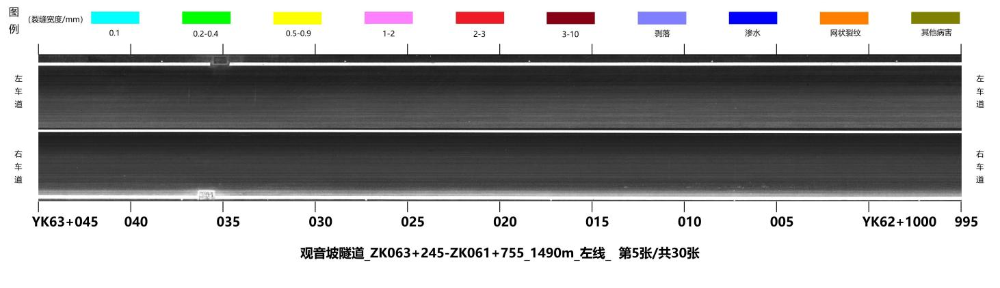 图例
(裂缝宽度/mm)
0.1 0.2-0.4 0.5-0.9 1-2 2-3 3-10 剥落 渗水 网状裂纹 其他病害
左车道
左车道
右车道
右车道
YK63+045 040 035 030 025 020 015 010 005 YK62+1000 995
观音坡隧道_ZK063+245-ZK061+755_1490m_左线_ 第5张/共30张